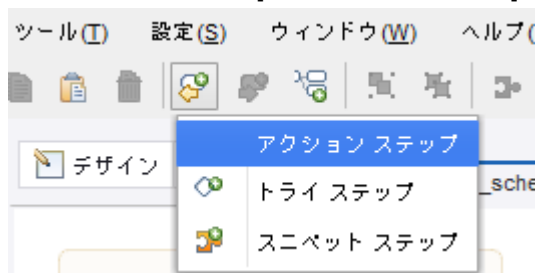 ツール(T) 設定(S) ウィンドウ(W) ヘルプ(
アクション ステップ
デザイン
トライ ステップ
_sche
スニペット ステップ